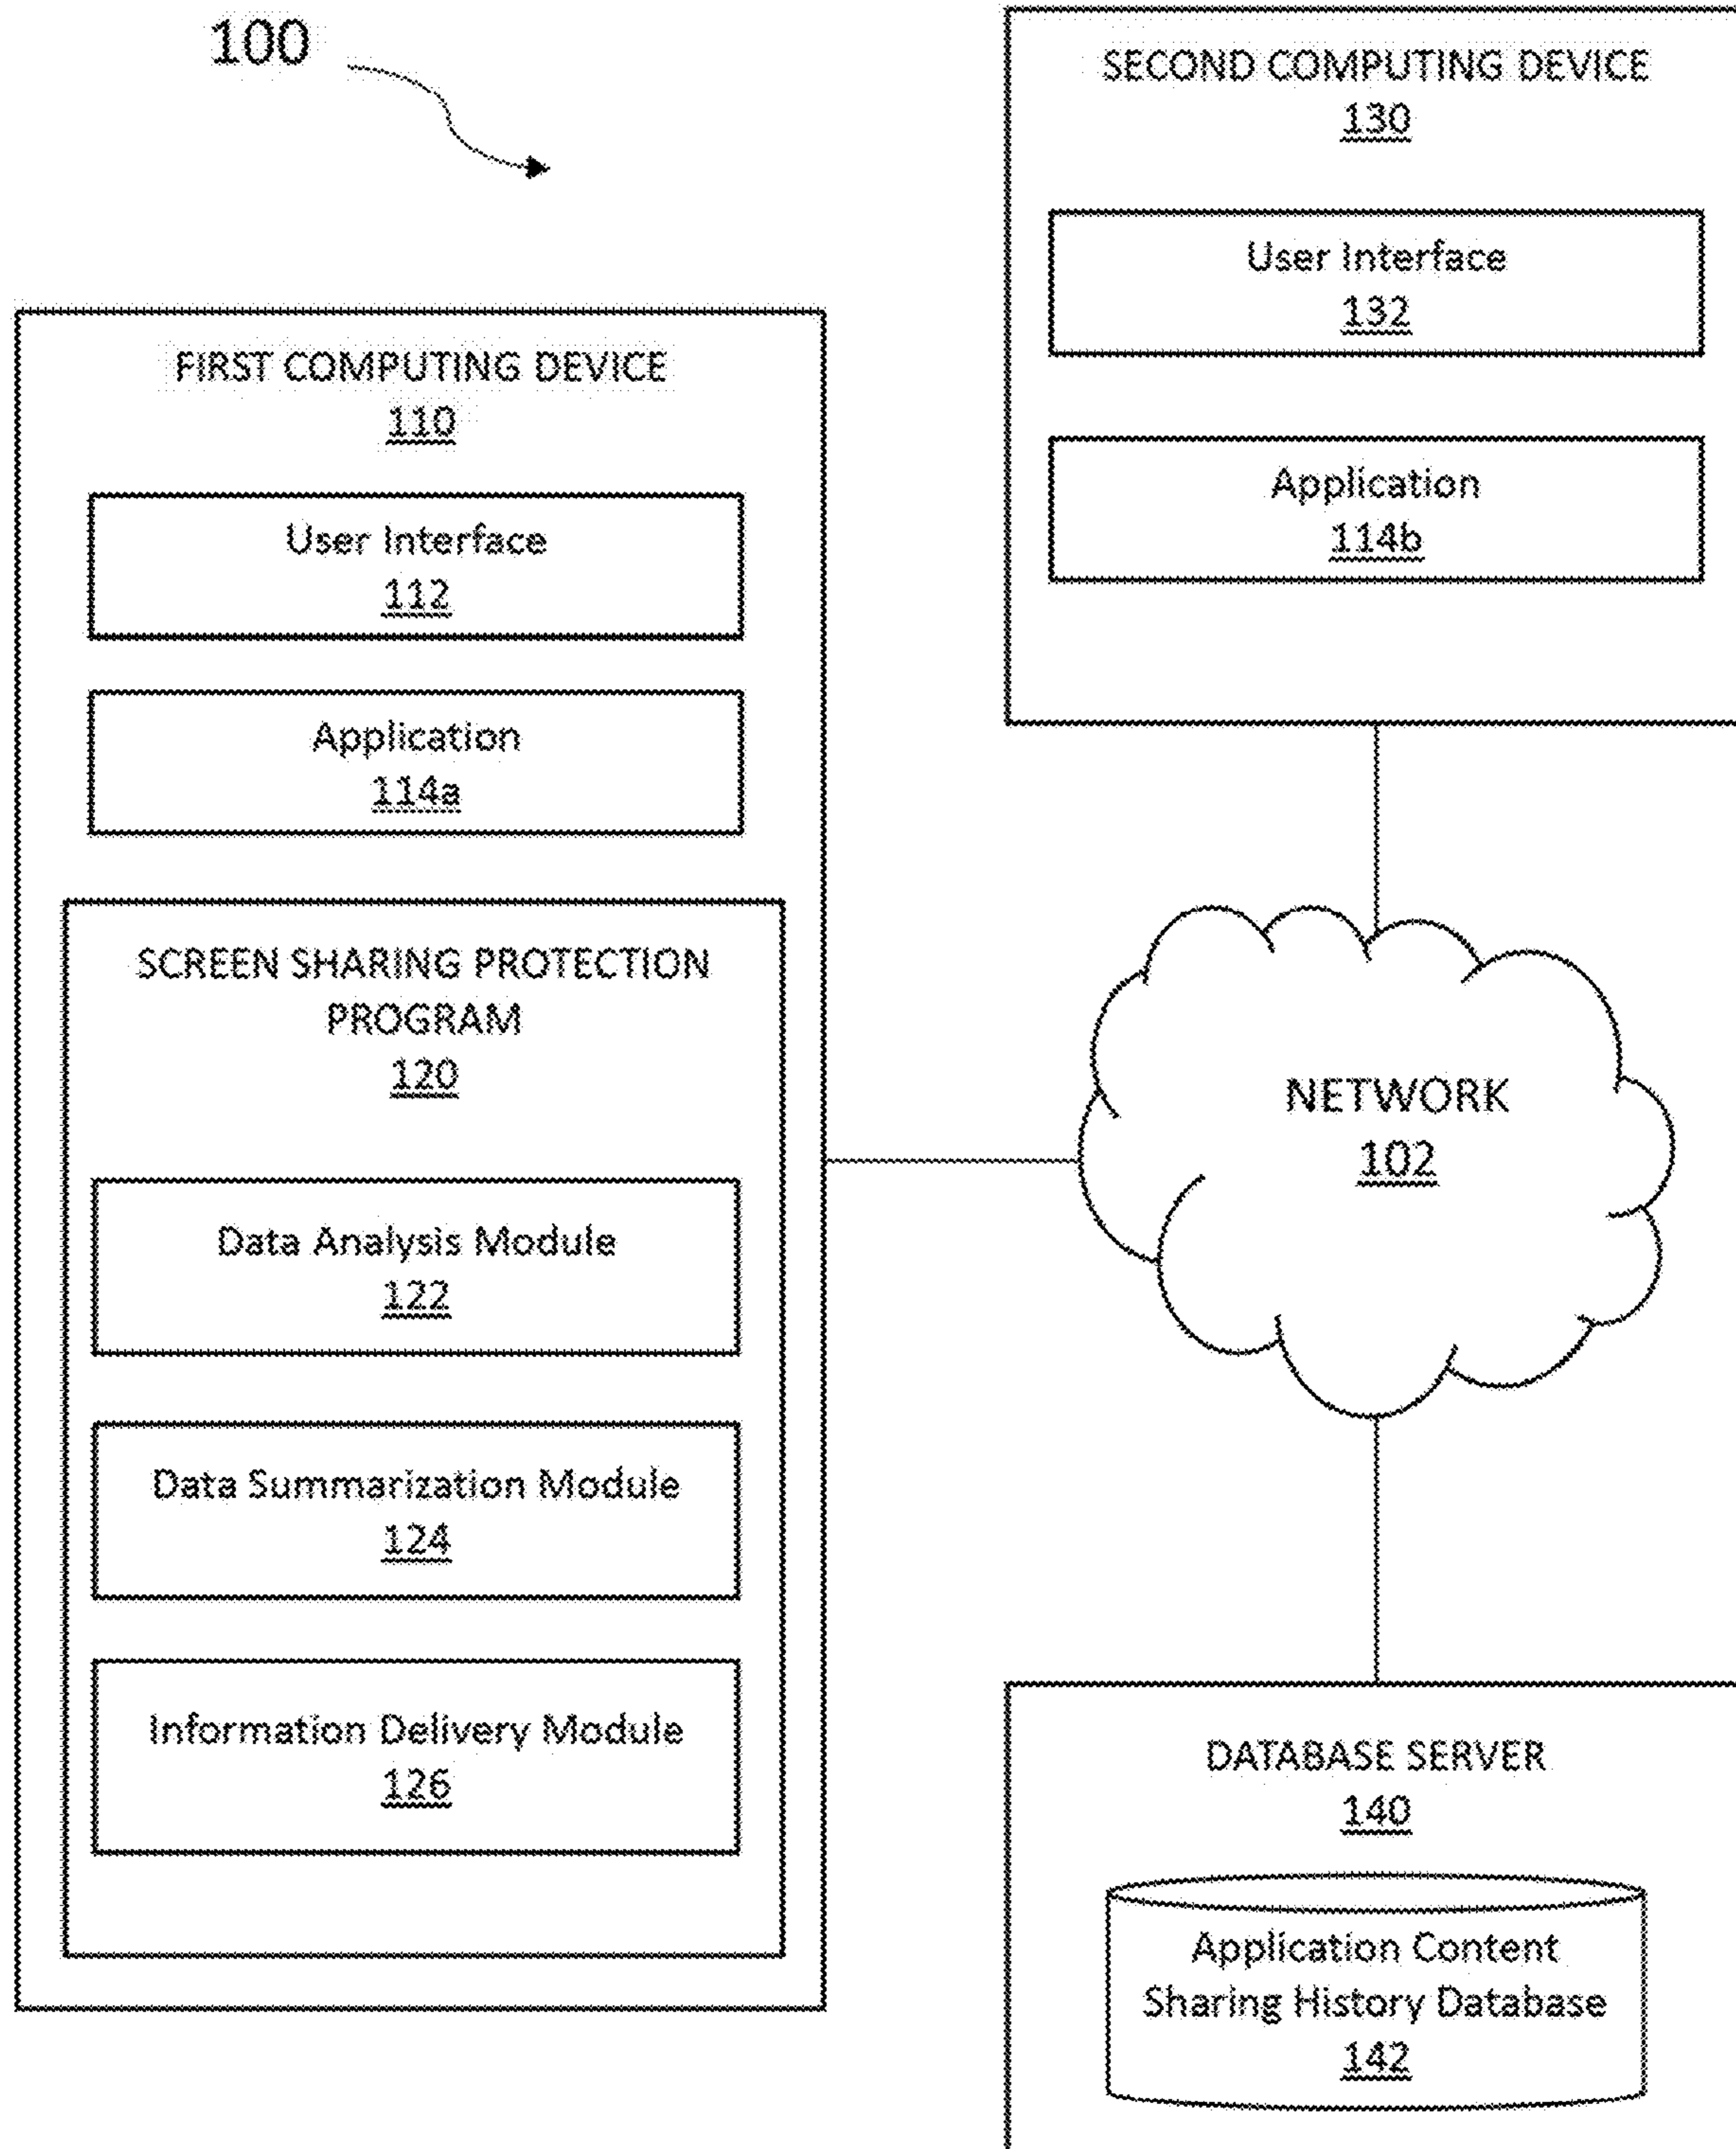 100
SECOND COMPUTING DEVICE
130
User Interface
132
Application
114b
FIRST COMPUTING DEVICE
110
User Interface
112
Application
114a
SCREEN SHARING PROTECTION
PROGRAM
120
Data Analysis Module
122
Data Summarization Module
124
Information Delivery Module
126
NETWORK
102
DATABASE SERVER
140
Application Content
Sharing History Database
142